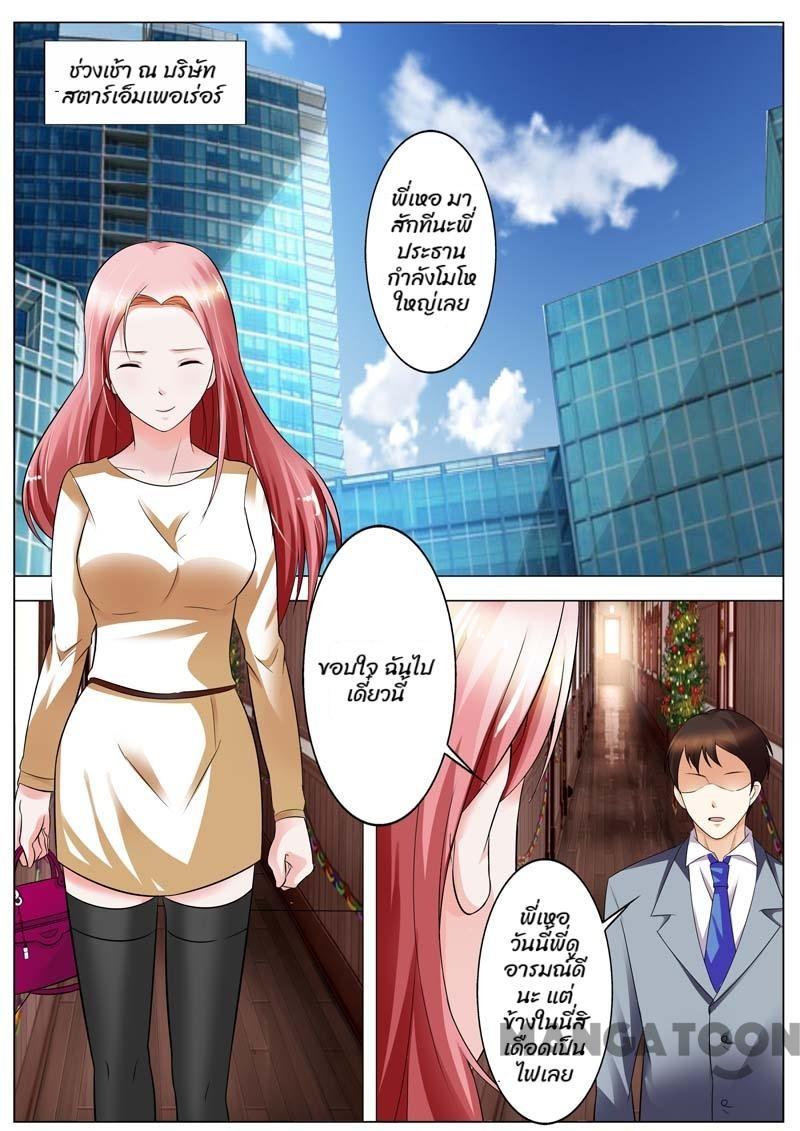 ช่วงเช้า ณ บริษัท
สตาร์เอ็มเพอเร่อร์
พี่เหอ มา
สักทีนะพี่
ประธาน
กำลังโมโห
ใหญ่เลย
ขอบใจ ฉันไป
เดี๋ยวนี้
พี่เหอ
วันนี้พี่ดู
อารมณ์ดี
นะ แต่
ข้างในนี่สิ
เดือดเป็น
ไฟเลย
MANGATOON